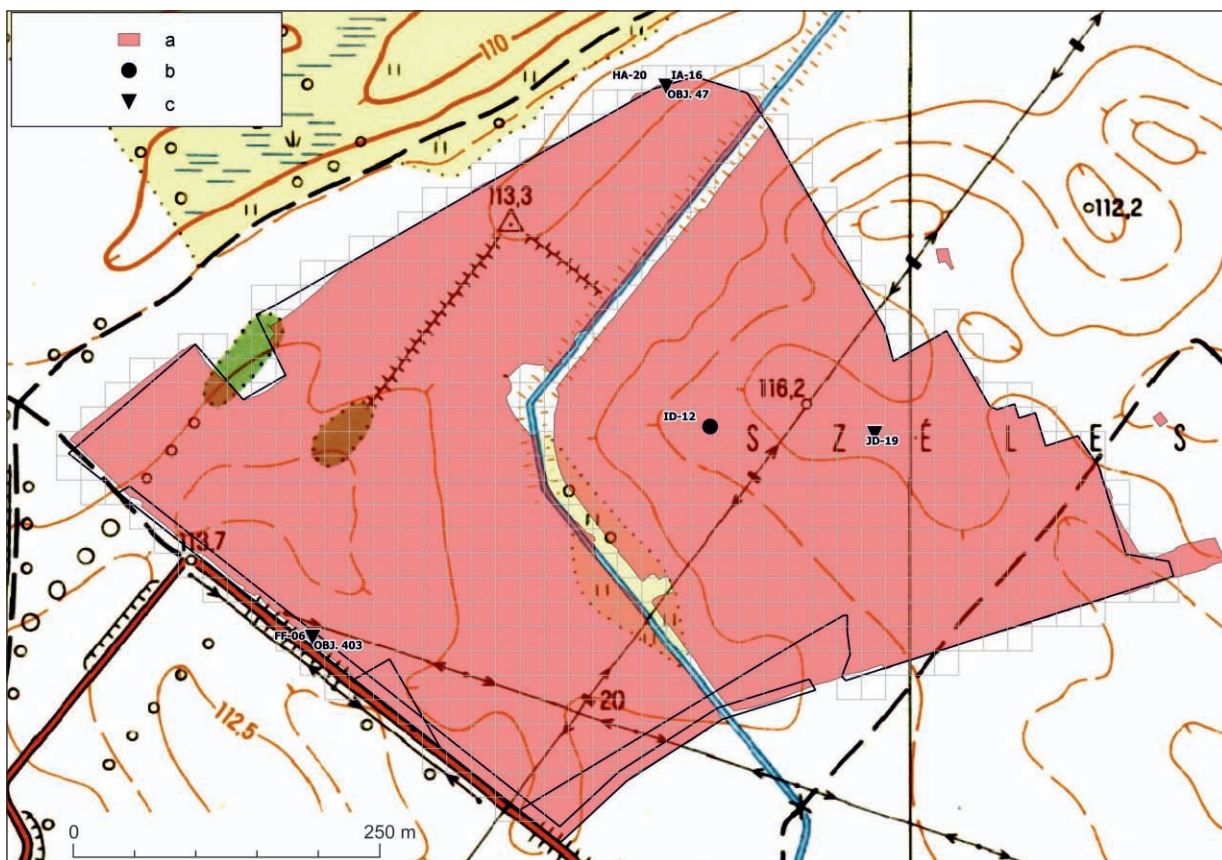 a
b
c
110
HA-20 IA-16
OBJ. 47
113,3
112,2
116,2
ID-12
S Z É L E S
JD-19
113,7
FF-06
OBJ. 403
20
112,5
0 250 m